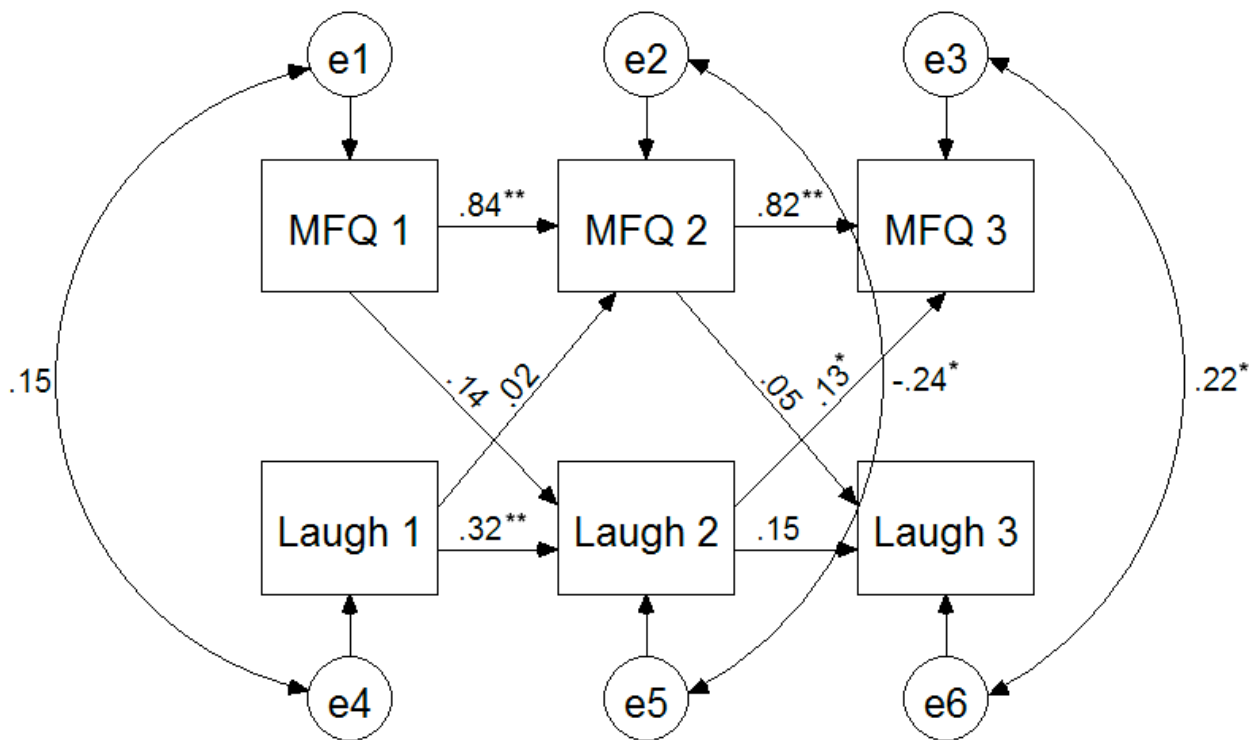 e1
e2
e3
MFQ 1
.84**
MFQ 2
.82**
MFQ 3
.15
.14
.02
.05
.13*
-.24*
.22*
Laugh 1
.32**
Laugh 2
.15
Laugh 3
e4
e5
e6